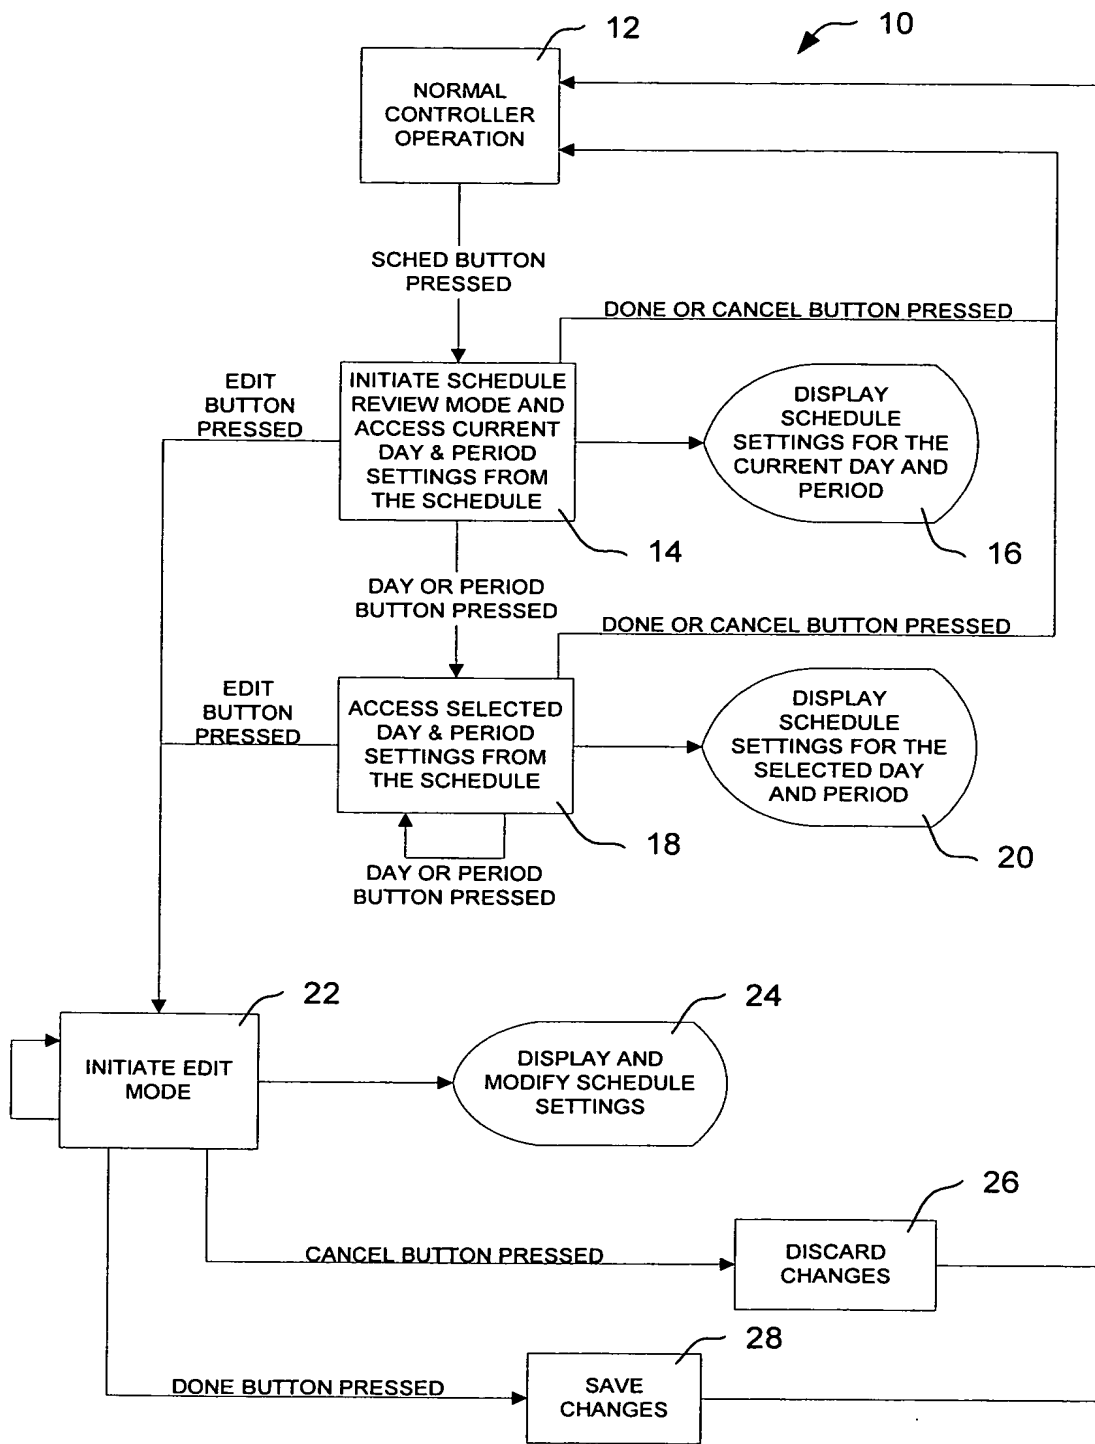 12
10
NORMAL
CONTROLLER
OPERATION
SCHED BUTTON
PRESSED
DONE OR CANCEL BUTTON PRESSED
EDIT
BUTTON
PRESSED
INITIATE SCHEDULE
REVIEW MODE AND
ACCESS CURRENT
DAY & PERIOD
SETTINGS FROM
THE SCHEDULE
DISPLAY
SCHEDULE
SETTINGS FOR THE
CURRENT DAY AND
PERIOD
14
16
DAY OR PERIOD
BUTTON PRESSED
DONE OR CANCEL BUTTON PRESSED
EDIT
BUTTON
PRESSED
ACCESS SELECTED
DAY & PERIOD
SETTINGS FROM
THE SCHEDULE
DISPLAY
SCHEDULE
SETTINGS FOR THE
SELECTED DAY
AND PERIOD
18
20
DAY OR PERIOD
BUTTON PRESSED
22
24
INITIATE EDIT
MODE
DISPLAY AND
MODIFY SCHEDULE
SETTINGS
26
CANCEL BUTTON PRESSED
DISCARD
CHANGES
28
DONE BUTTON PRESSED
SAVE
CHANGES